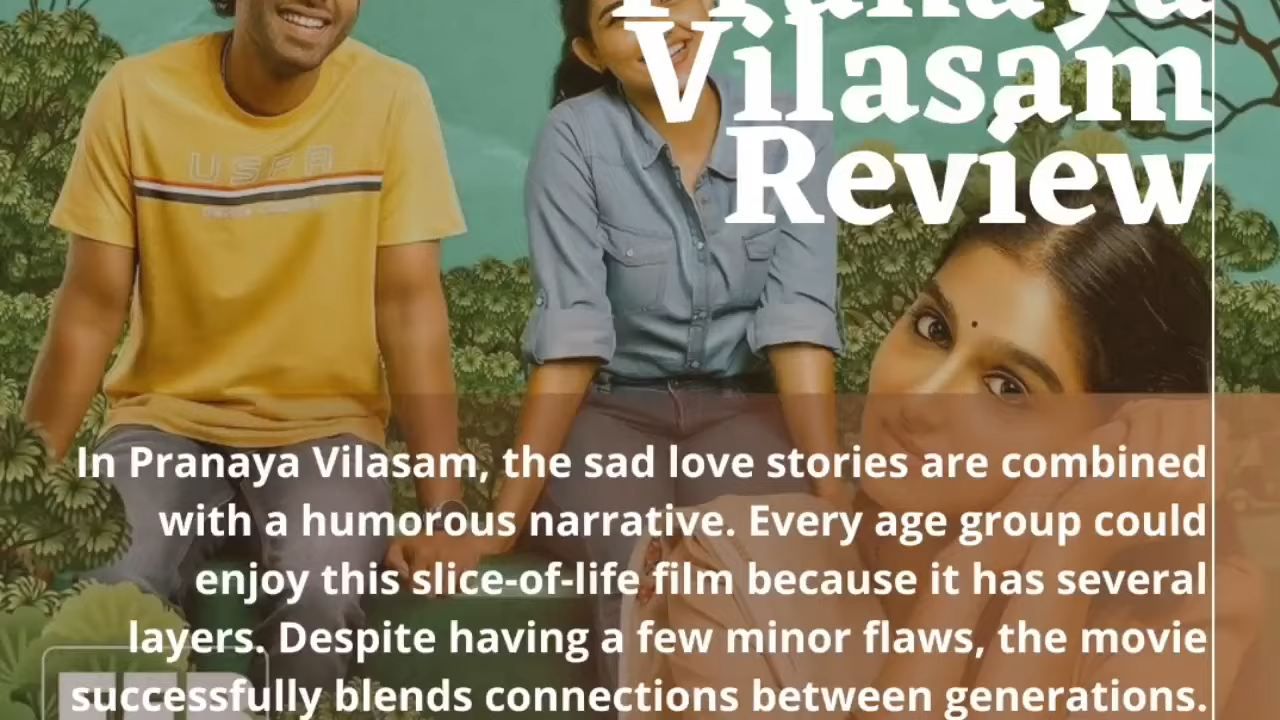 Pranaya
Vilasam
Review
USPA
In Pranaya Vilasam, the sad love stories are combined
with a humorous narrative. Every age group could
enjoy this slice-of-life film because it has several
layers. Despite having a few minor flaws, the movie
successfully blends connections between generations.